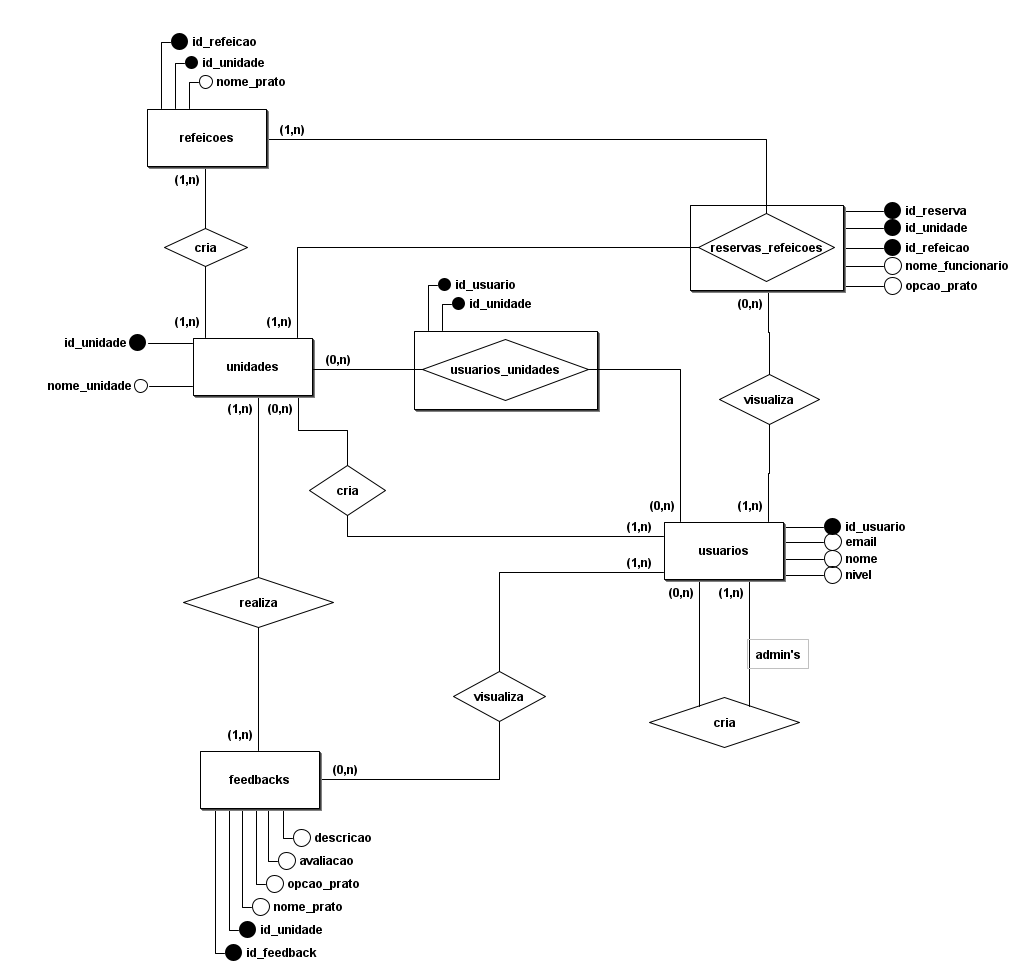 id_refeicao
id_unidade
nome_prato
refeicoes
(1,n)
(1,n)
cria
(1,n)
(1,n)
id_reserva
id_unidade
id_refeicao
nome_funcionario
opcao_prato
reservas_refeicoes
(0,n)
id_usuario
id_unidade
usuarios_unidades
id_unidade
nome_unidade
unidades
(0,n)
(1,n)
(0,n)
visualiza
cria
(0,n)
(1,n)
(1,n)
(1,n)
usuarios
id_usuario
email
nome
nivel
(0,n)
(1,n)
admin's
cria
realiza
visualiza
(1,n)
(0,n)
feedbacks
descricao
avaliacao
opcao_prato
nome_prato
id_unidade
id_feedback